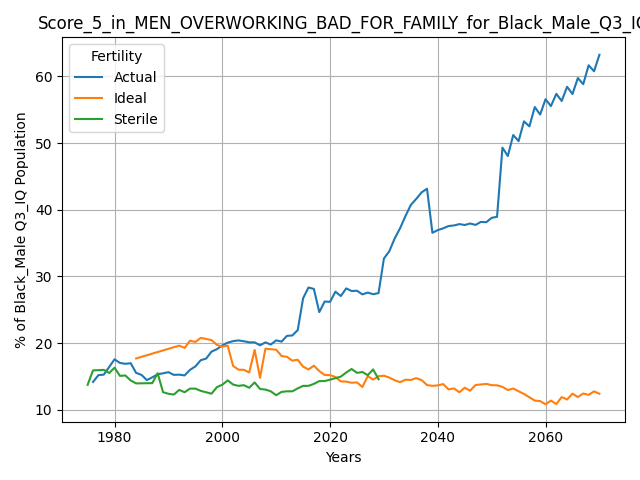 Score_5_in_MEN_OVERWORKING_BAD_FOR_FAMILY_for_Black_Male_Q3_IQ
Fertility
Actual
Ideal
Sterile
% of Black_Male Q3_IQ Population
60
50
40
30
20
10
1980 2000 2020 2040 2060
Years